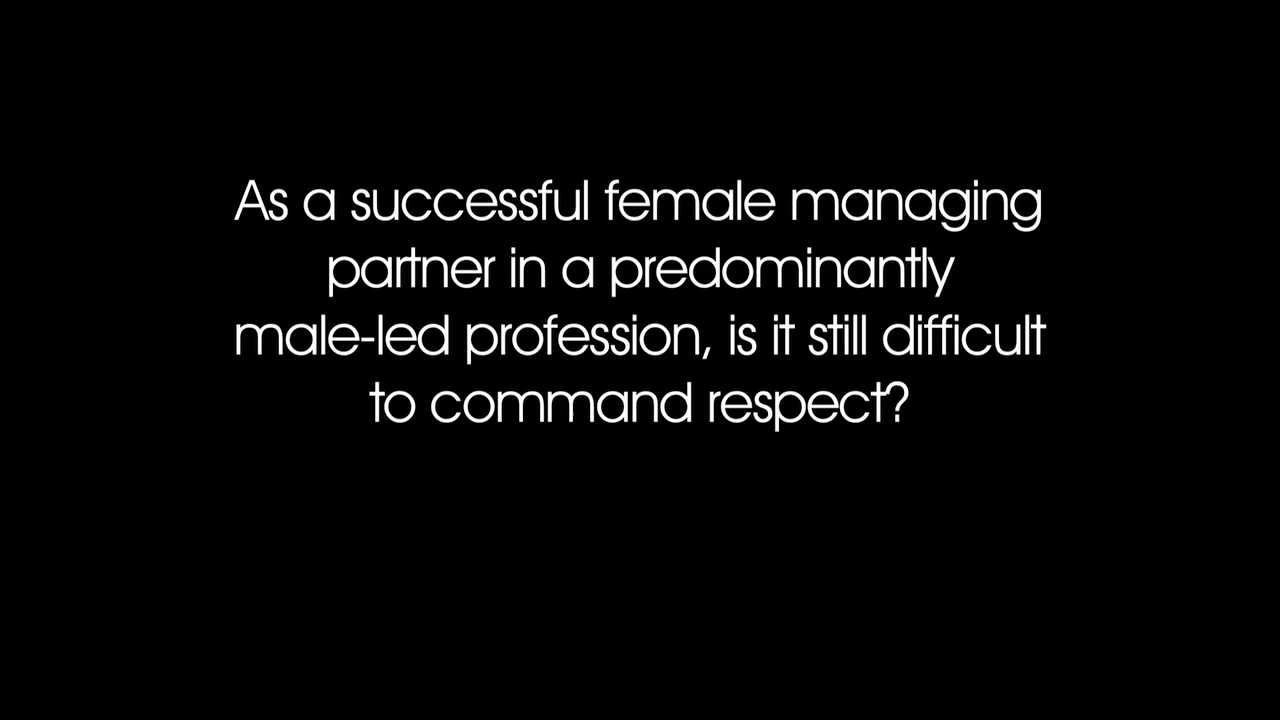 As a successful female managing
partner in a predominantly
male-led profession, is it still difficult
to command respect?